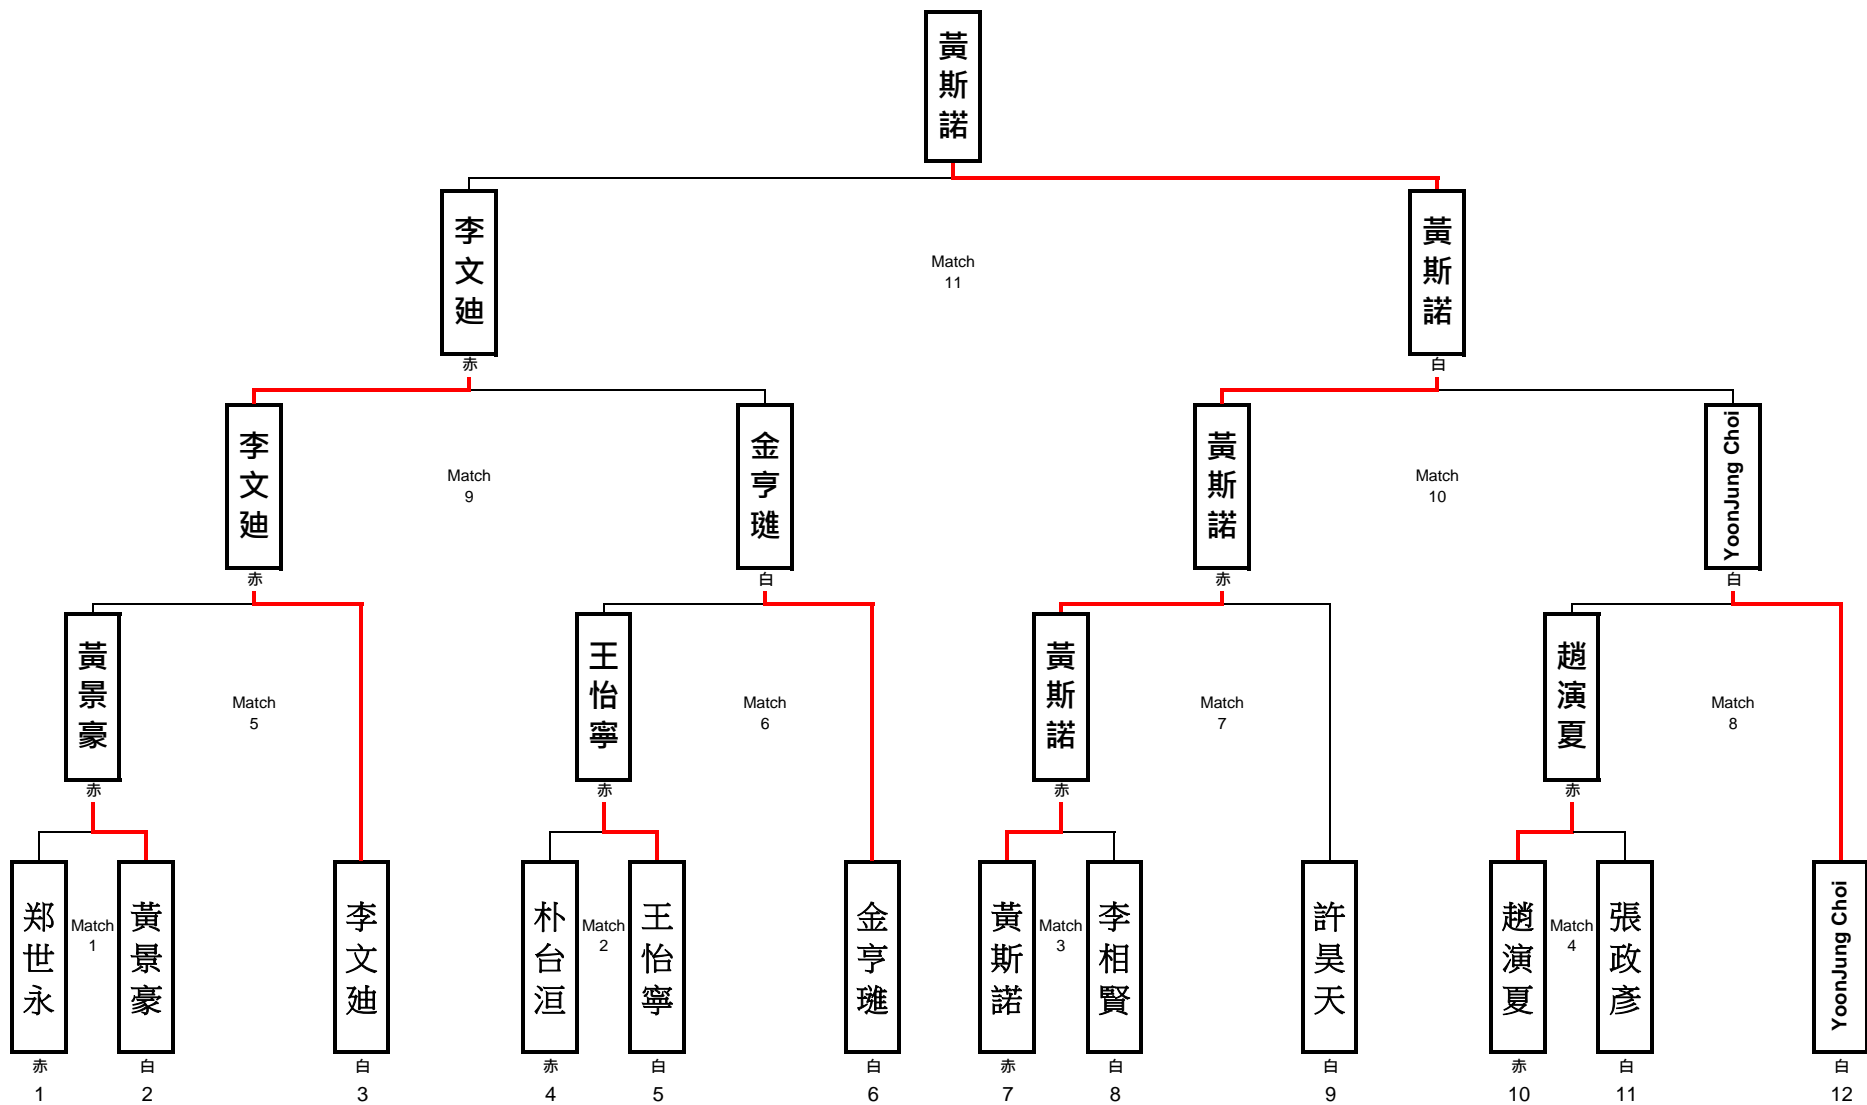 黃斯諾
李文廸
黃斯諾
Match
11
赤
白
李文廸
金亨琟
黃斯諾
YoonJung Choi
Match
9
Match
10
赤
白
赤
白
黃景豪
王怡寧
黃斯諾
趙演夏
Match
5
Match
6
Match
7
Match
8
赤
赤
赤
赤
郑世永
Match
1
黃景豪
李文廸
朴台洹
Match
2
王怡寧
金亨琟
黃斯諾
Match
3
李相賢
許昊天
趙演夏
Match
4
張政彥
YoonJung Choi
赤
白
白
赤
白
白
赤
白
白
赤
白
白
1
2
3
4
5
6
7
8
9
10
11
12